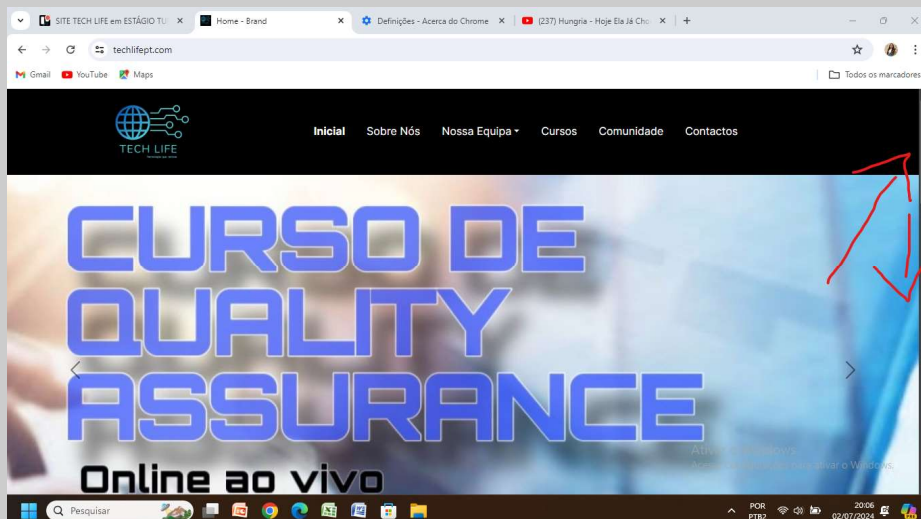 SITE TECH LIFE em ESTÁGIO TU
Home - Brand
Definições - Acerca do Chrome
(237) Hungria - Hoje Ela Já Cho
techlifept.com
Gmail
YouTube
Maps
Todos os marcadores
TECH LIFE
Inicial
Sobre Nós
Nossa Equipa
Cursos
Comunidade
Contactos
CURSO DE
QUALITY
ASSURANCE
Online ao vivo
Pesquisar
POR
PTB2
20:06
02/07/2024